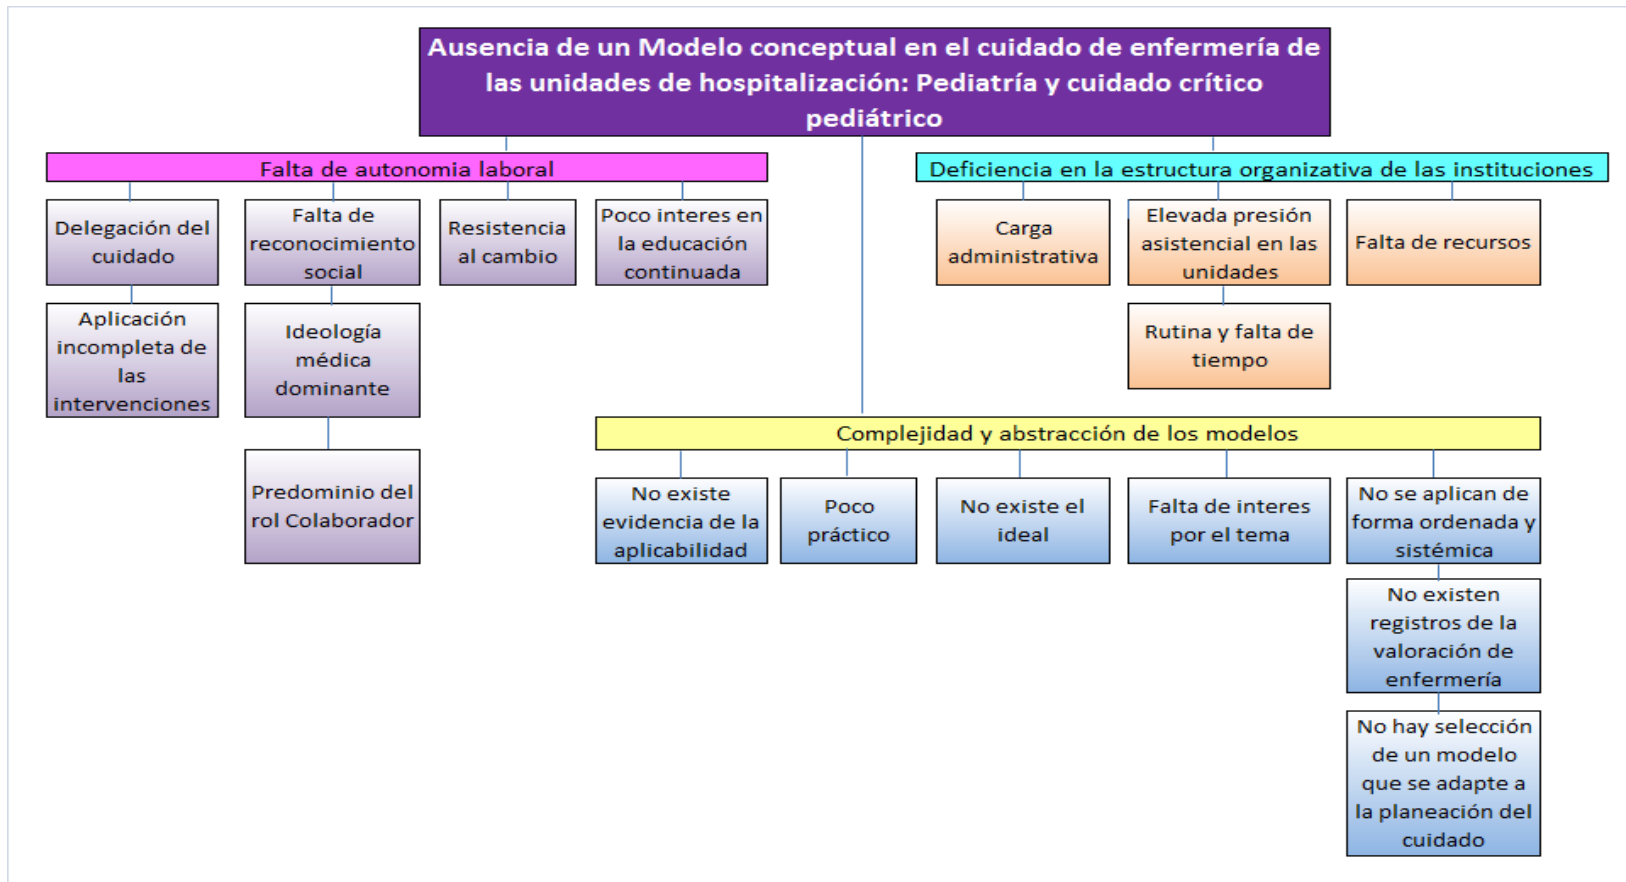 Ausencia de un Modelo conceptual en el cuidado de enfermería de
las unidades de hospitalización: Pediatría y cuidado crítico
pediátrico
Falta de autonomia laboral
Delegación del
cuidado
Aplicación
incompleta de
las
intervenciones
Falta de
reconocimiento
social
Ideología
médica
dominante
Predominio del
rol Colaborador
Resistencia
al cambio
Poco interes en
la educación
continuada
Deficiencia en la estructura organizativa de las instituciones
Carga
administrativa
Elevada presión
asistencial en las
unidades
Rutina y falta de
tiempo
Falta de recursos
Complejidad y abstracción de los modelos
No existe
evidencia de la
aplicabilidad
Poco
práctico
No existe el
ideal
Falta de interes
por el tema
No se aplican de
forma ordenada y
sistémica
No existen
registros de la
valoración de
enfermería
No hay selección
de un modelo
que se adapte a
la planeación del
cuidado